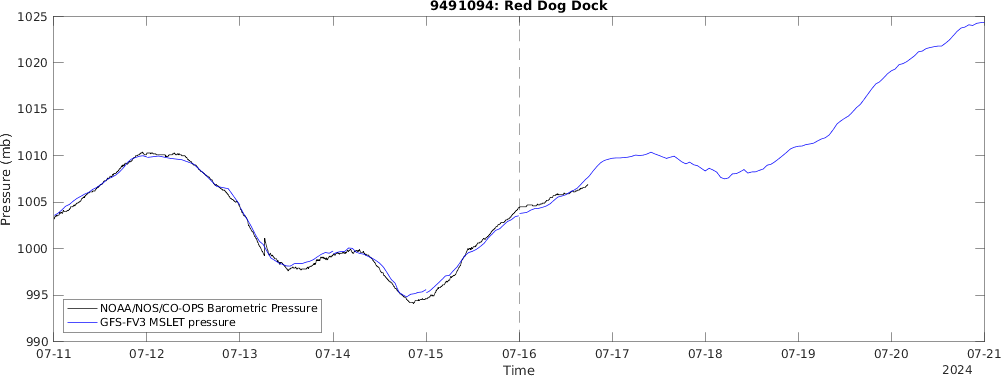 9491094: Red Dog Dock
Pressure (mb)
1025
1020
1015
1010
1005
1000
995
990
NOAA/NOS/CO-OPS Barometric Pressure
GFS-FV3 MSLET pressure
07-11 07-12 07-13 07-14 07-15 07-16 07-17 07-18 07-19 07-20 07-21
Time
2024